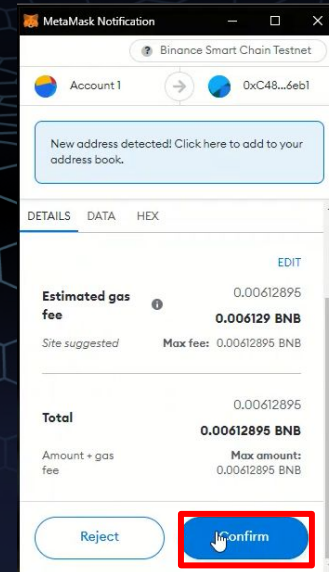 MetaMask Notification
? Binance Smart Chain Testnet
Account 1
0xC48...6eb1
New address detected! Click here to add to your
address book.
DETAILS DATA HEX
EDIT
Estimated gas
fee
0.00612895
0.006129 BNB
Site suggested
Max fee: 0.00612895 BNB
Total
0.00612895
0.00612895 BNB
Amount + gas
fee
Max amount:
0.00612895 BNB
Reject
Confirm